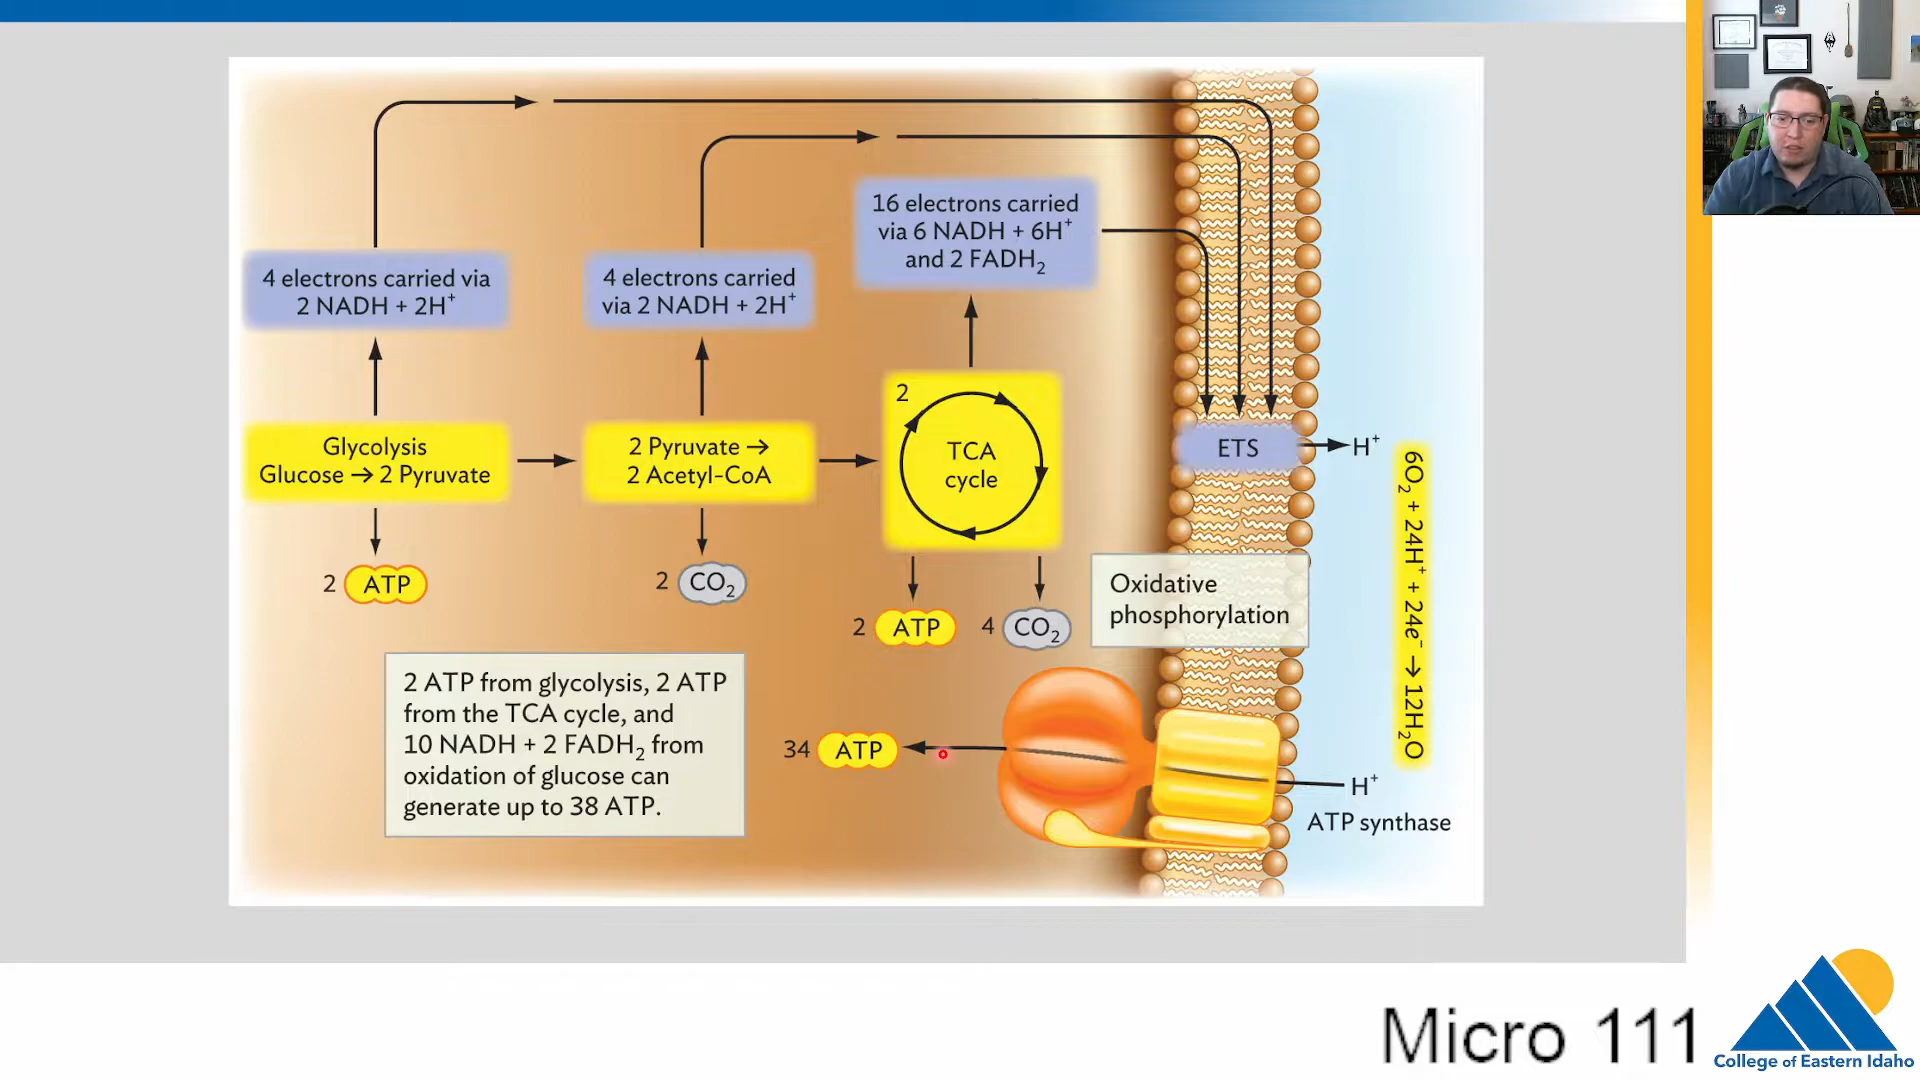 4 electrons carried via
2 NADH + 2H⁺
4 electrons carried
via 2 NADH + 2H⁺
16 electrons carried
via 6 NADH + 6H⁺
and 2 FADH₂
Glycolysis
Glucose → 2 Pyruvate
2 Pyruvate →
2 Acetyl-CoA
2
TCA
cycle
ETS
H⁺
6O₂ + 24H⁺ + 24e⁻ → 12H₂O
2 ATP
2 CO₂
2 ATP
4 CO₂
Oxidative
phosphorylation
2 ATP from glycolysis, 2 ATP
from the TCA cycle, and
10 NADH + 2 FADH₂ from
oxidation of glucose can
generate up to 38 ATP.
34 ATP
H⁺
ATP synthase
Micro 111
College of Eastern Idaho